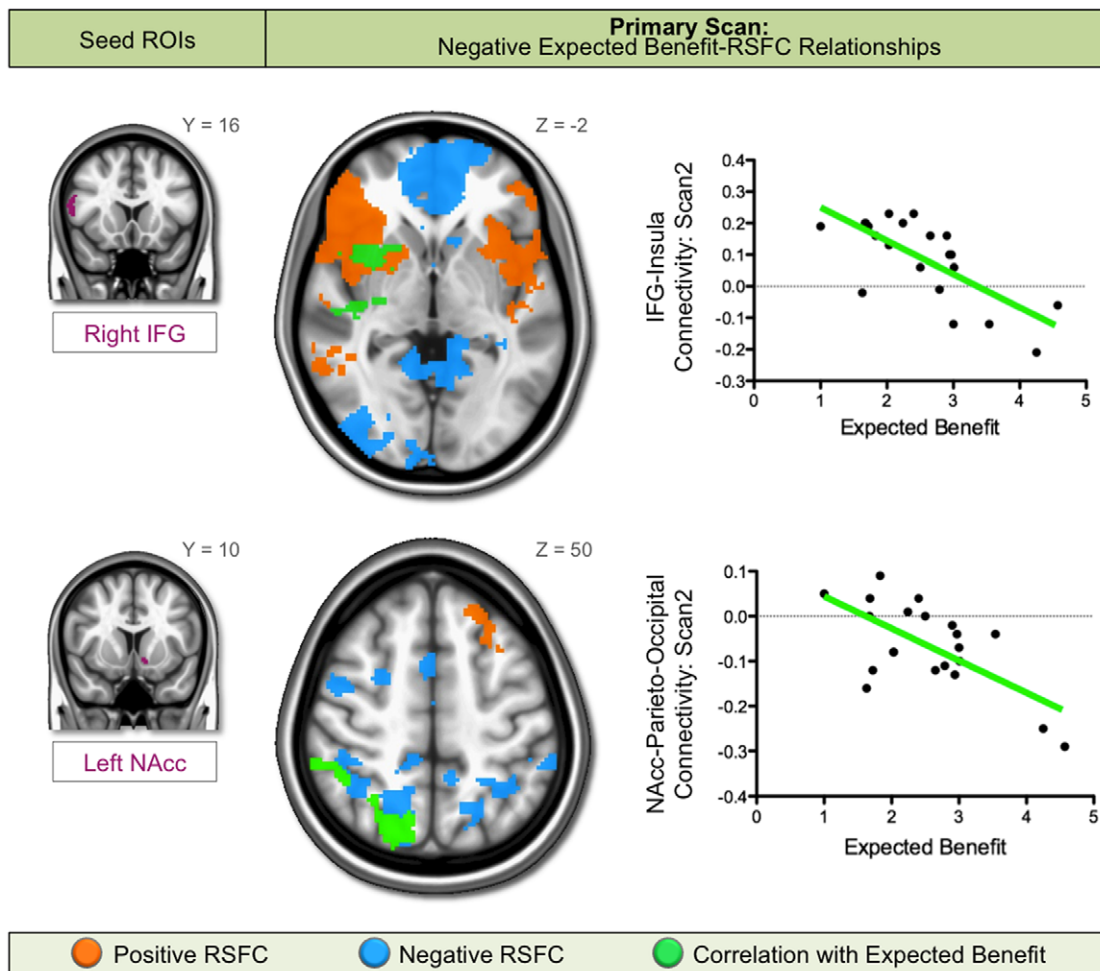 Seed ROIs
Primary Scan:
Negative Expected Benefit-RSFC Relationships
Y = 16
Z = -2
Right IFG
IFG-Insula
Connectivity: Scan2
0.4
0.3
0.2
0.1
0.0
-0.1
-0.2
-0.3
0
1
2
3
4
5
Expected Benefit
Y = 10
Z = 50
Left NAcc
NAcc-Parieto-Occipital
Connectivity: Scan2
0.1
0.0
-0.1
-0.2
-0.3
-0.4
0
1
2
3
4
5
Expected Benefit
Positive RSFC
Negative RSFC
Correlation with Expected Benefit